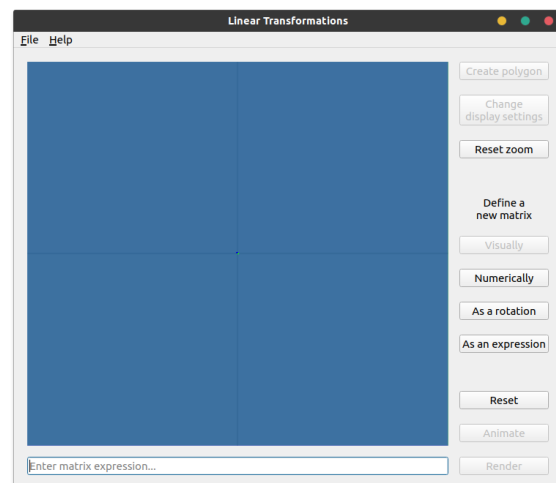 Linear Transformations
File Help
Create polygon
Change
display settings
Reset zoom
Define a
new matrix
Visually
Numerically
As a rotation
As an expression
Reset
Animate
Enter matrix expression...
Render